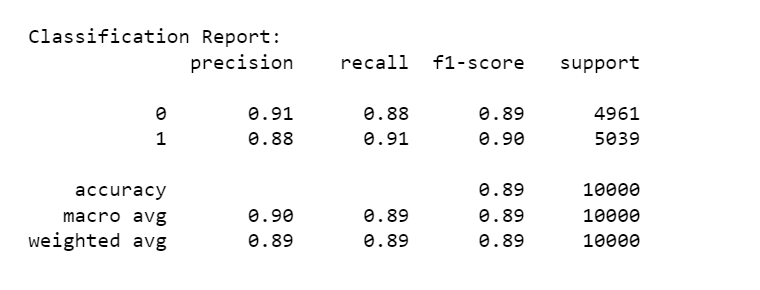 Classification Report:
precision recall f1-score support
0 0.91 0.88 0.89 4961
1 0.88 0.91 0.90 5039
accuracy 0.89 10000
macro avg 0.90 0.89 0.89 10000
weighted avg 0.89 0.89 0.89 10000